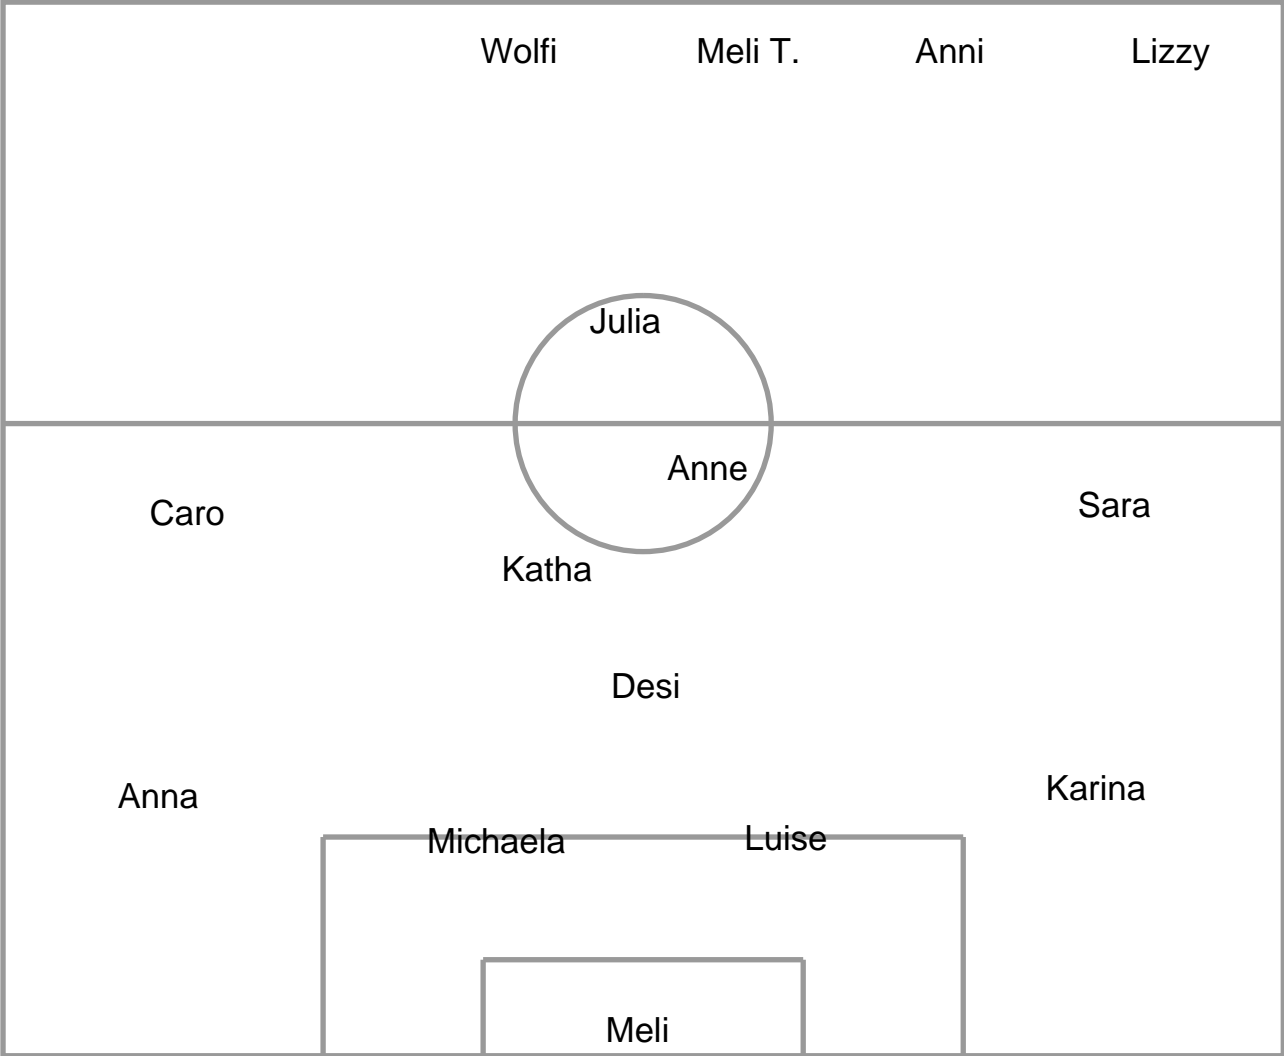 Wolfi Meli T. Anni Lizzy
Julia
Anne
Caro Sara
Katha
Desi
Anna Karina
Michaela Luise
Meli